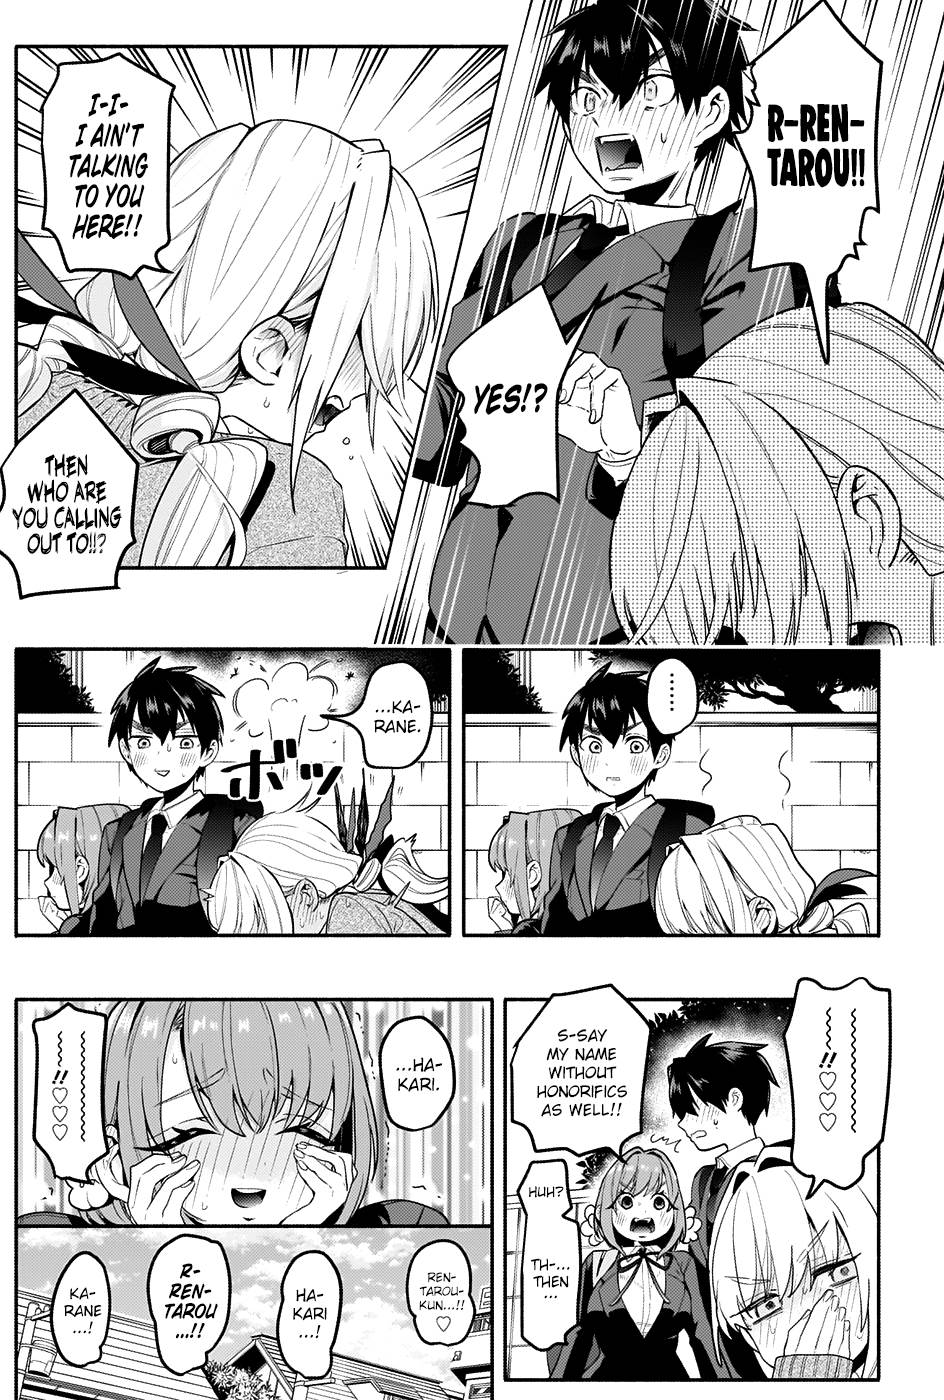 R-REN-
TAROU!!
YES!?
I-I-
I AIN'T
TALKING
TO YOU
HERE!!
THEN
WHO ARE
YOU CALLING
OUT TO!!?
........
...KA-
RANE.
ボッ
~~~~~~!!♡♡♡
S-SAY
MY NAME
WITHOUT
HONORIFICS
AS WELL!!
HUH?
TH-...
THEN
...HA-
KARI.
~~~~~~!!♡♡♡
REN-
TAROU-
KUN...!!
♡
HA-
KARI
...!
R-
REN-
TAROU
...!!
KA-
RANE
...!